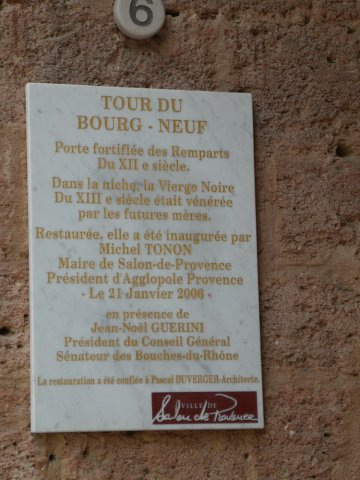 6
TOUR DU
BOURG - NEUF
Porte fortifiée des Remparts
Du XII e siècle.
Dans la niche, la Vierge Noire
Du XIII e siècle était vénérée
par les futures mères.
Restaurée, elle a été inaugurée par
Michel TONON
Maire de Salon-de-Provence
Président d'Agglopole Provence
- Le 21 Janvier 2006 -
en présence de
Jean-Noël GUERINI
Président du Conseil Général
Sénateur des Bouches-du-Rhône
La restauration a été confiée à Pascal DUVERGER-Architecte.
VILLE DE
Salon de Provence